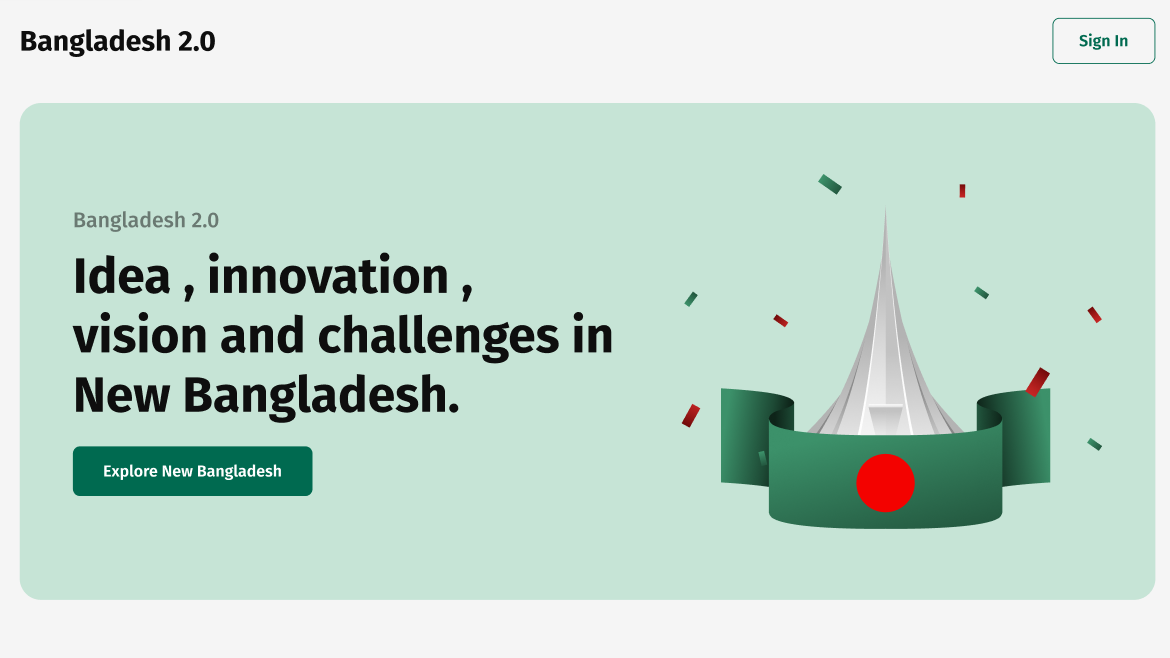 Bangladesh 2.0
Sign In
Bangladesh 2.0
Idea , innovation ,
vision and challenges in
New Bangladesh.
Explore New Bangladesh